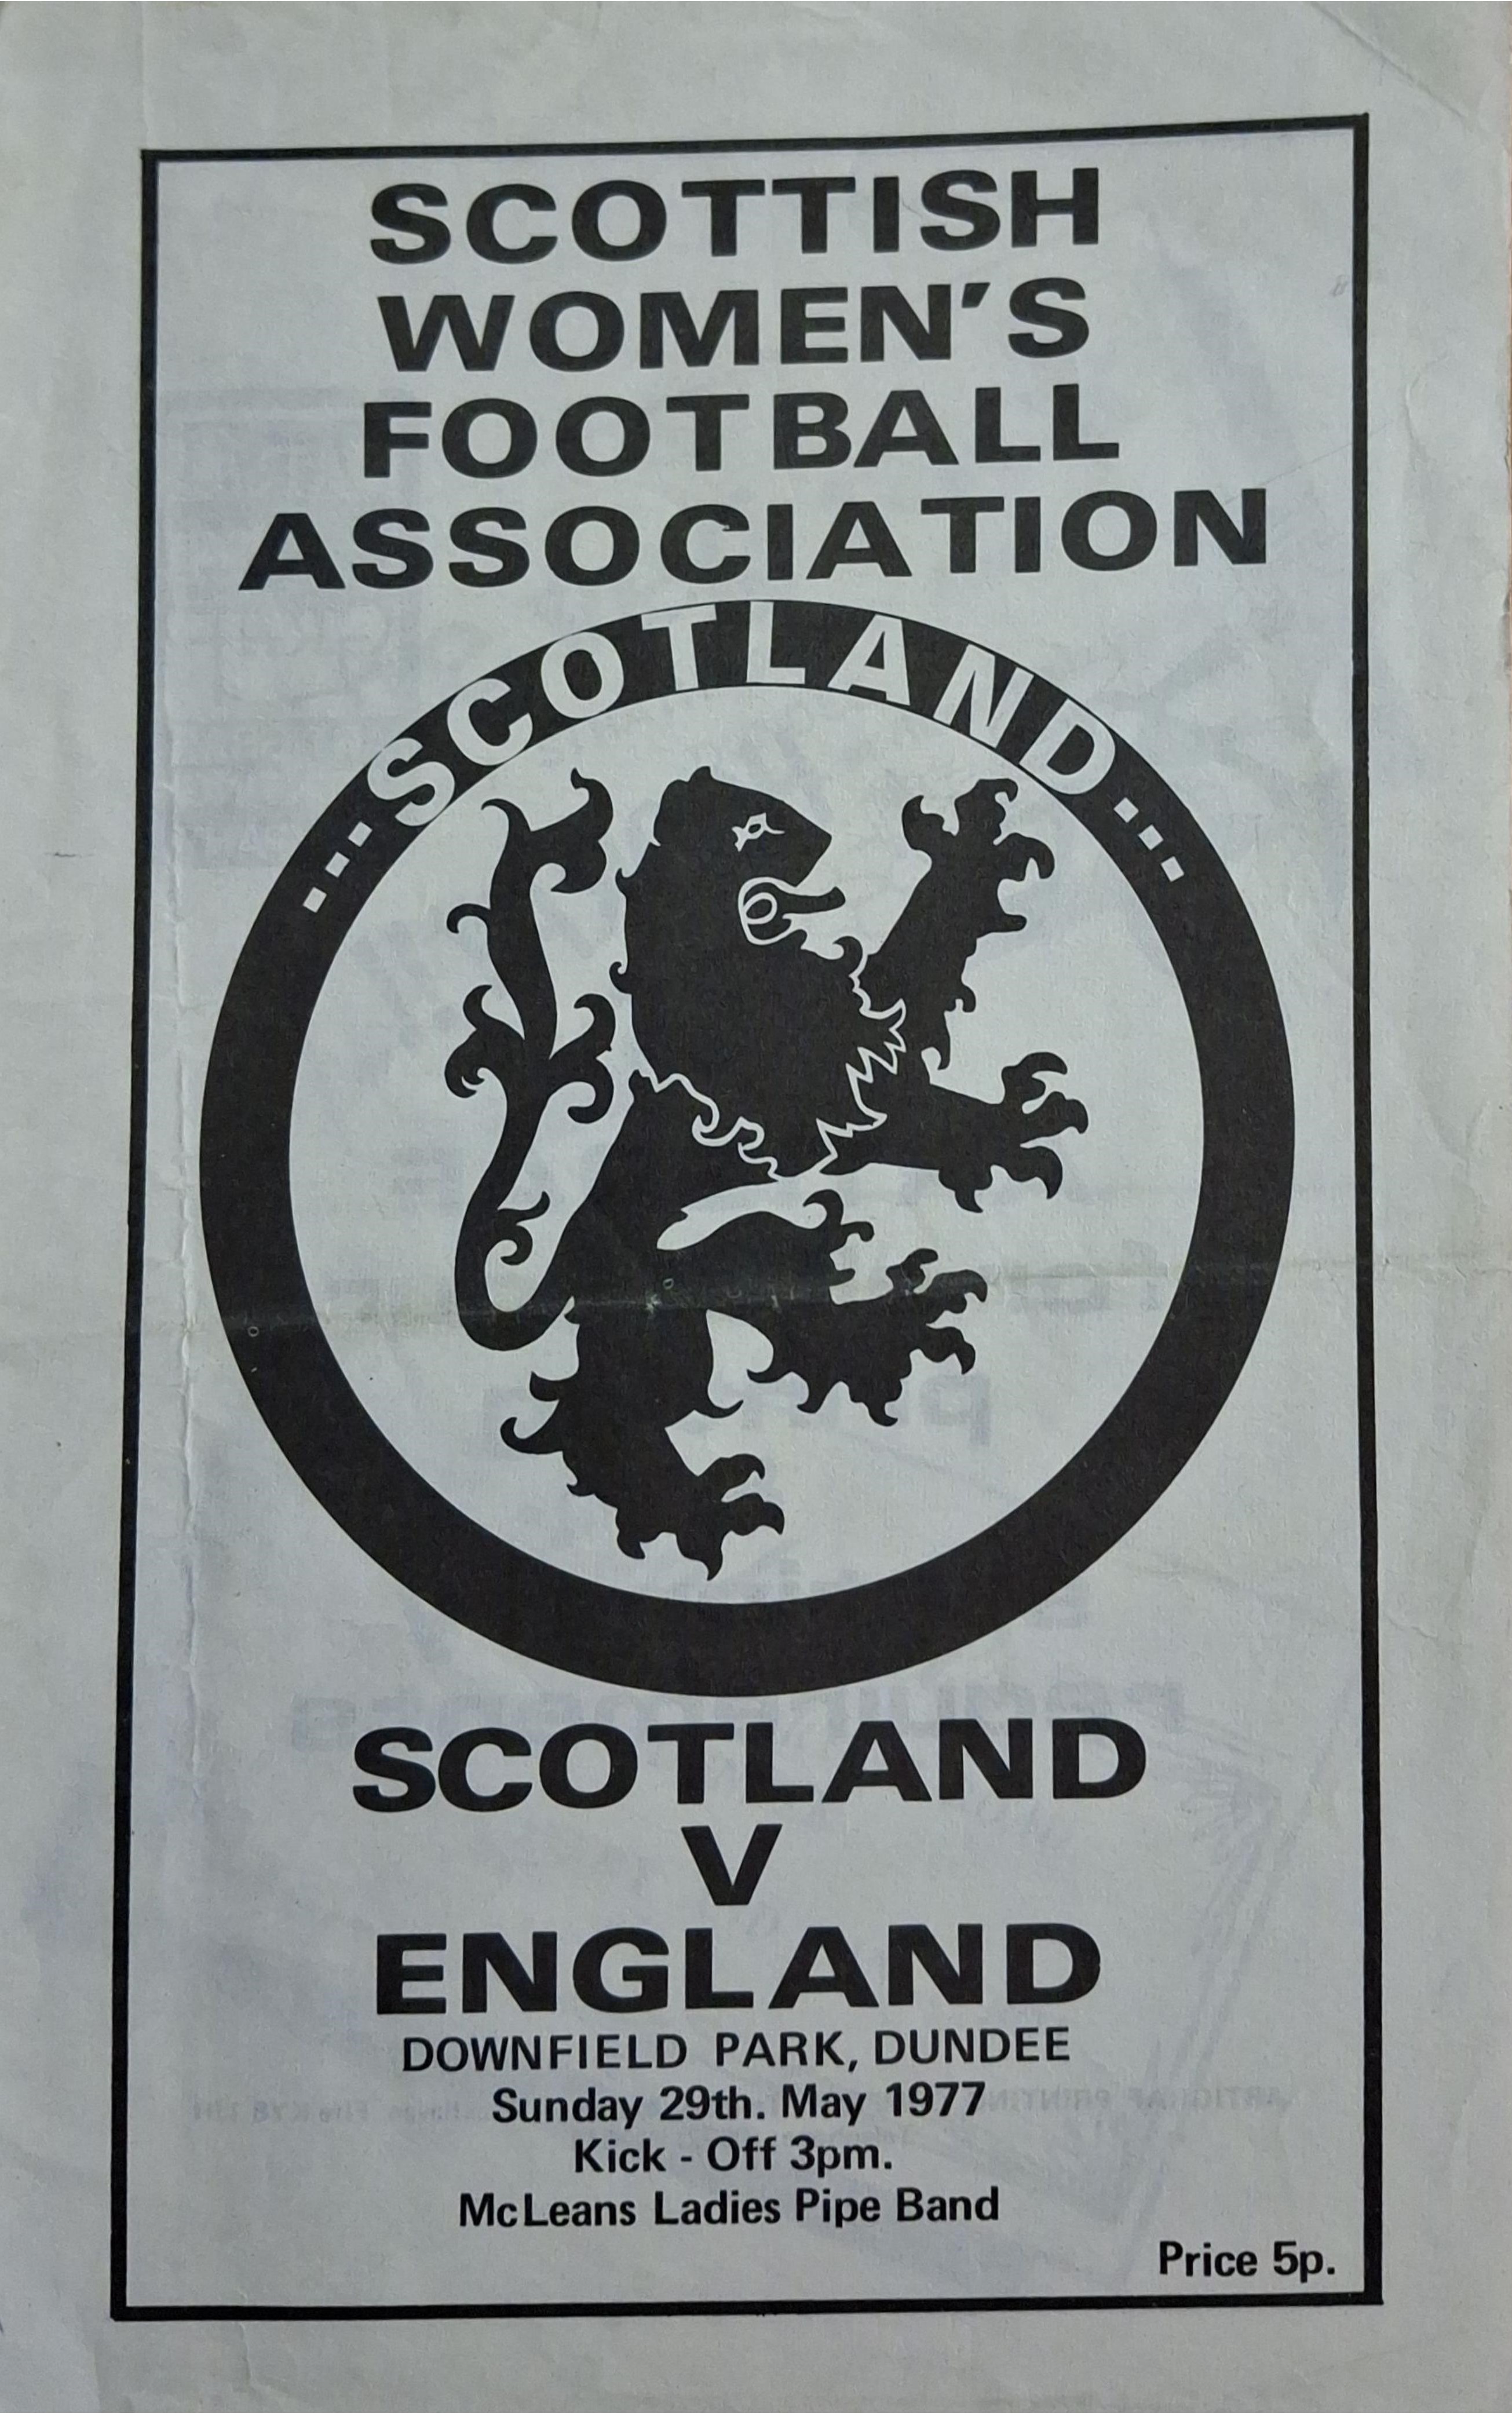 SCOTTISH
WOMEN'S
FOOTBALL
ASSOCIATION
...SCOTLAND...
SCOTLAND
V
ENGLAND
DOWNFIELD PARK, DUNDEE
Sunday 29th. May 1977
Kick - Off 3pm.
McLeans Ladies Pipe Band
Price 5p.